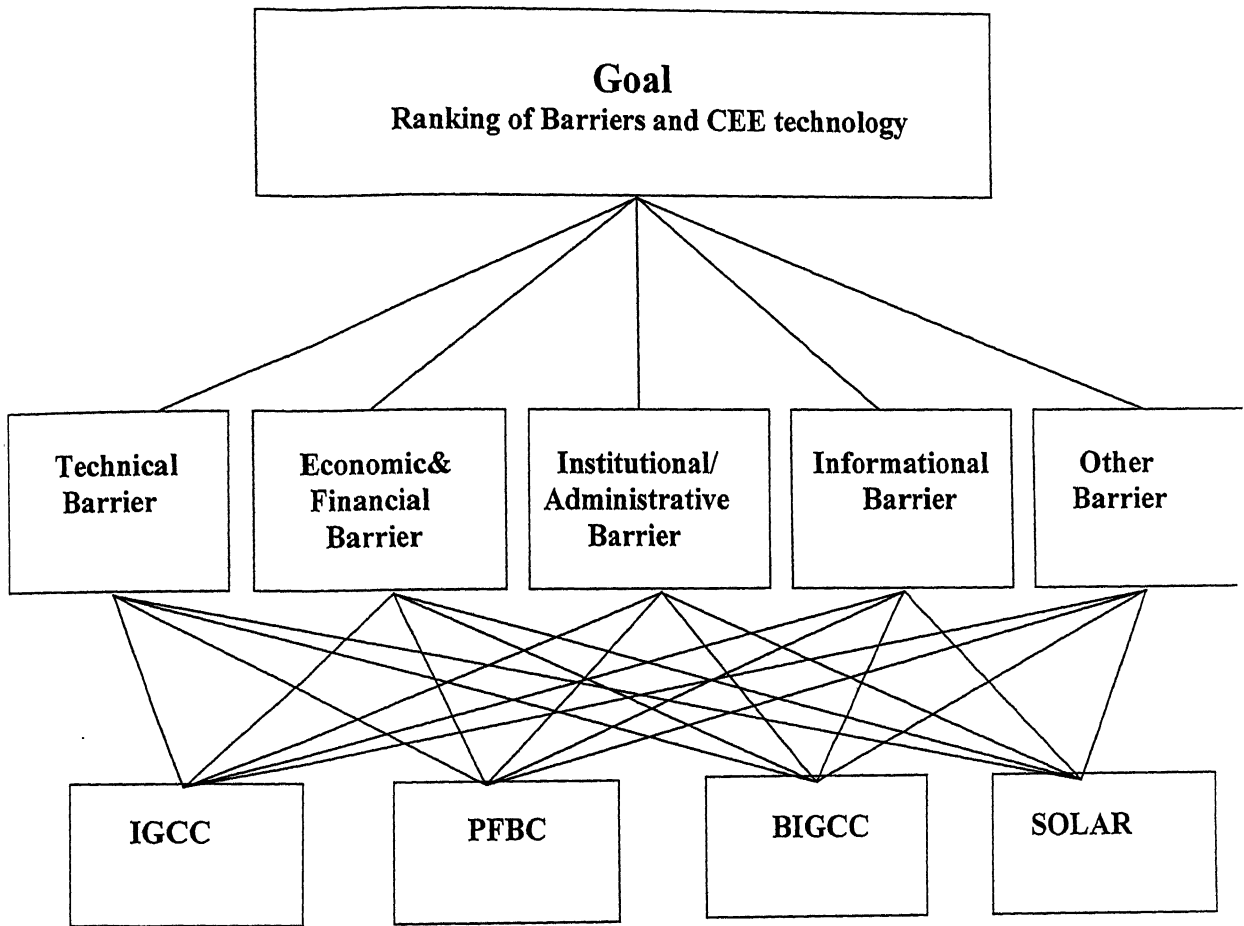 Goal
Ranking of Barriers and CEE technology
Technical
Barrier
Economic&
Financial
Barrier
Institutional/
Administrative
Barrier
Informational
Barrier
Other
Barrier
IGCC
PFBC
BIGCC
SOLAR